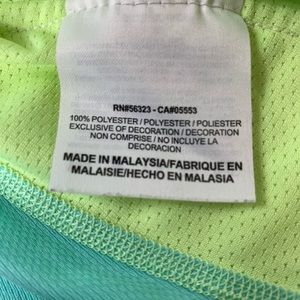 RN#56323 - CA#05553
100% POLYESTER / POLYESTER / POLIESTER
EXCLUSIVE OF DECORATION / DECORATION
NON COMPRISE / NO INCLUYE LA
DECORACION
MADE IN MALAYSIA/FABRIQUE EN
MALAISIE/HECHO EN MALASIA